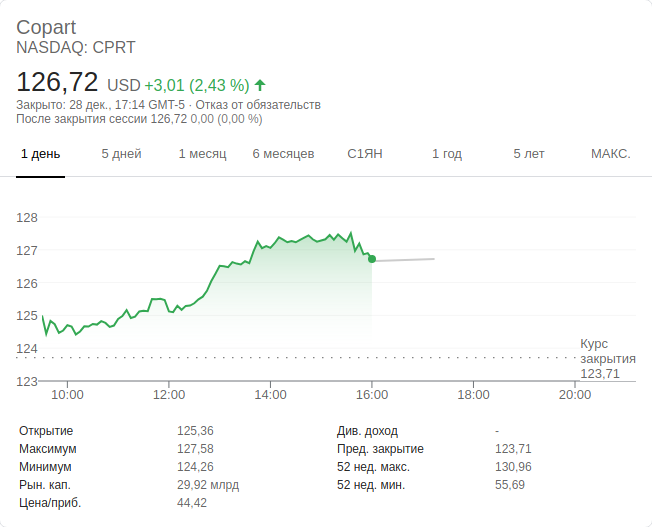 Copart
NASDAQ: CPRT
126,72 USD +3,01 (2,43 %)
Закрыто: 28 дек., 17:14 GMT-5 · Отказ от обязательств
После закрытия сессии 126,72 0,00 (0,00 %)
1 день 5 дней 1 месяц 6 месяцев С1ЯН 1 год 5 лет МАКС.
128
127
126
125
124
123
Курс
закрытия
123,71
10:00 12:00 14:00 16:00 18:00 20:00
Открытие 125,36 Див. доход -
Максимум 127,58 Пред. закрытие 123,71
Минимум 124,26 52 нед. макс. 130,96
Рын. кап. 29,92 млрд 52 нед. мин. 55,69
Цена/приб. 44,42